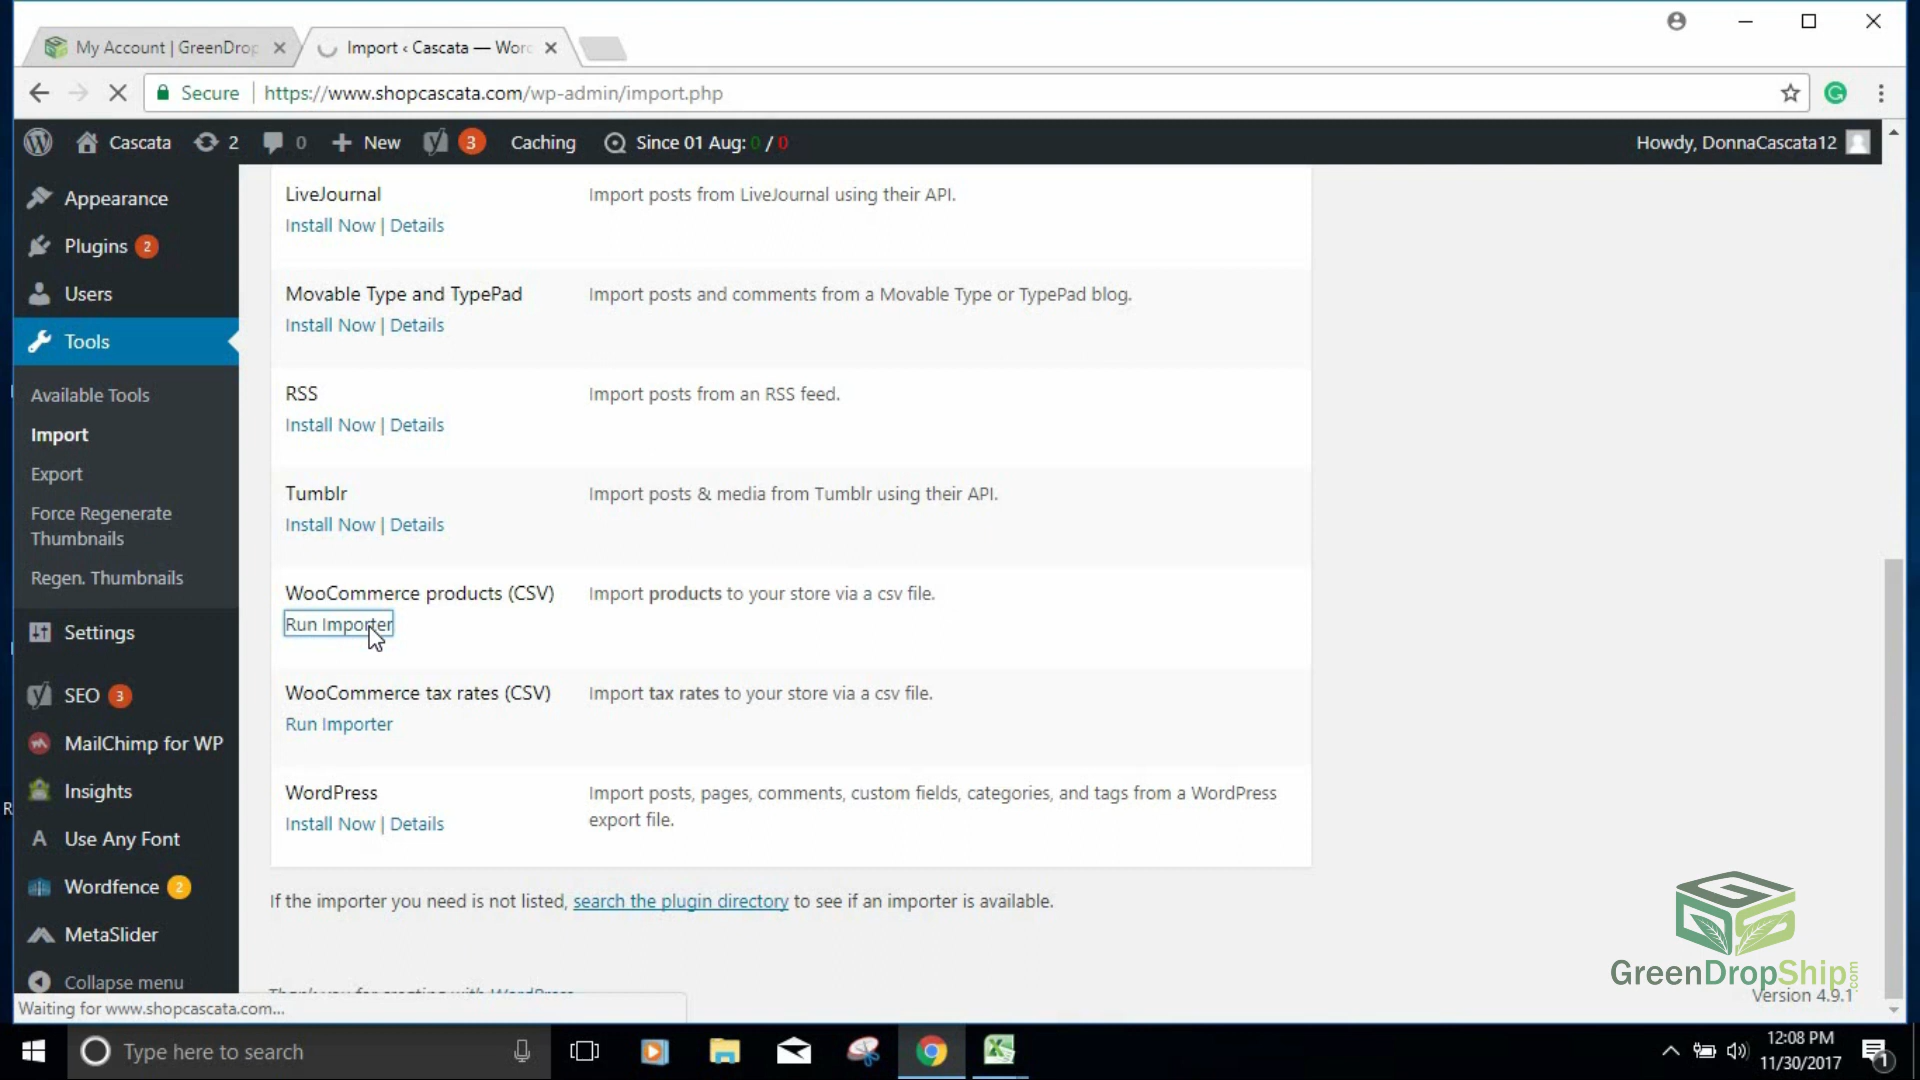 My Account | GreenDrop
Import ‹ Cascata — Word
Secure
https://www.shopcascata.com/wp-admin/import.php
Cascata
2
0
New
3
Caching
Since 01 Aug: 0 / 0
Howdy, DonnaCascata12
Appearance
Plugins 2
Users
Tools
Available Tools
Import
Export
Force Regenerate
Thumbnails
Regen. Thumbnails
Settings
SEO 3
MailChimp for WP
Insights
Use Any Font
Wordfence 2
MetaSlider
Collapse menu
LiveJournal
Import posts from LiveJournal using their API.
Install Now | Details
Movable Type and TypePad
Import posts and comments from a Movable Type or TypePad blog.
Install Now | Details
RSS
Import posts from an RSS feed.
Install Now | Details
Tumblr
Import posts & media from Tumblr using their API.
Install Now | Details
WooCommerce products (CSV)
Import products to your store via a csv file.
Run Importer
WooCommerce tax rates (CSV)
Import tax rates to your store via a csv file.
Run Importer
WordPress
Import posts, pages, comments, custom fields, categories, and tags from a WordPress
export file.
Install Now | Details
If the importer you need is not listed, search the plugin directory to see if an importer is available.
Thank you for creating with WordPress
GreenDropShip.com
Version 4.9.1
Waiting for www.shopcascata.com...
Type here to search
12:08 PM
11/30/2017
1